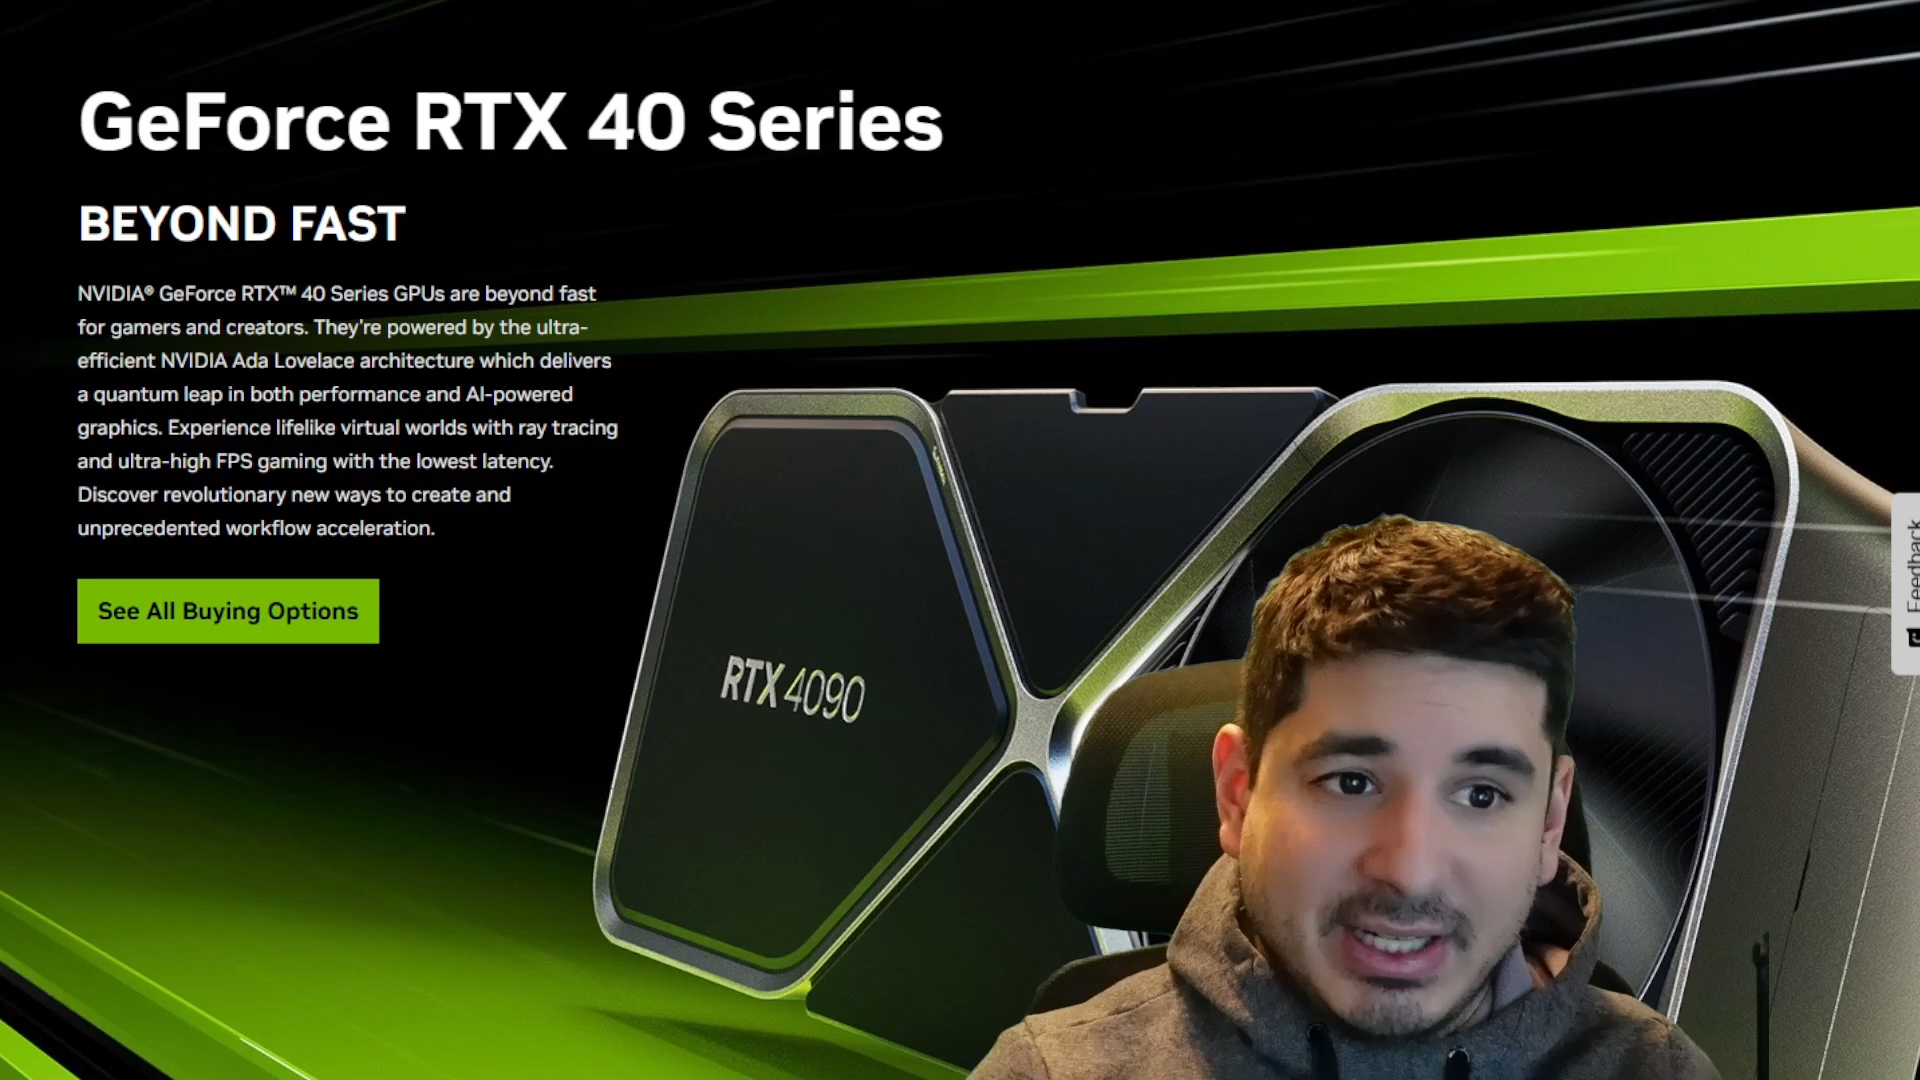 GeForce RTX 40 Series
BEYOND FAST
NVIDIA® GeForce RTX™ 40 Series GPUs are beyond fast
for gamers and creators. They're powered by the ultra-
efficient NVIDIA Ada Lovelace architecture which delivers
a quantum leap in both performance and AI-powered
graphics. Experience lifelike virtual worlds with ray tracing
and ultra-high FPS gaming with the lowest latency.
Discover revolutionary new ways to create and
unprecedented workflow acceleration.
See All Buying Options
RTX 4090
Feedback